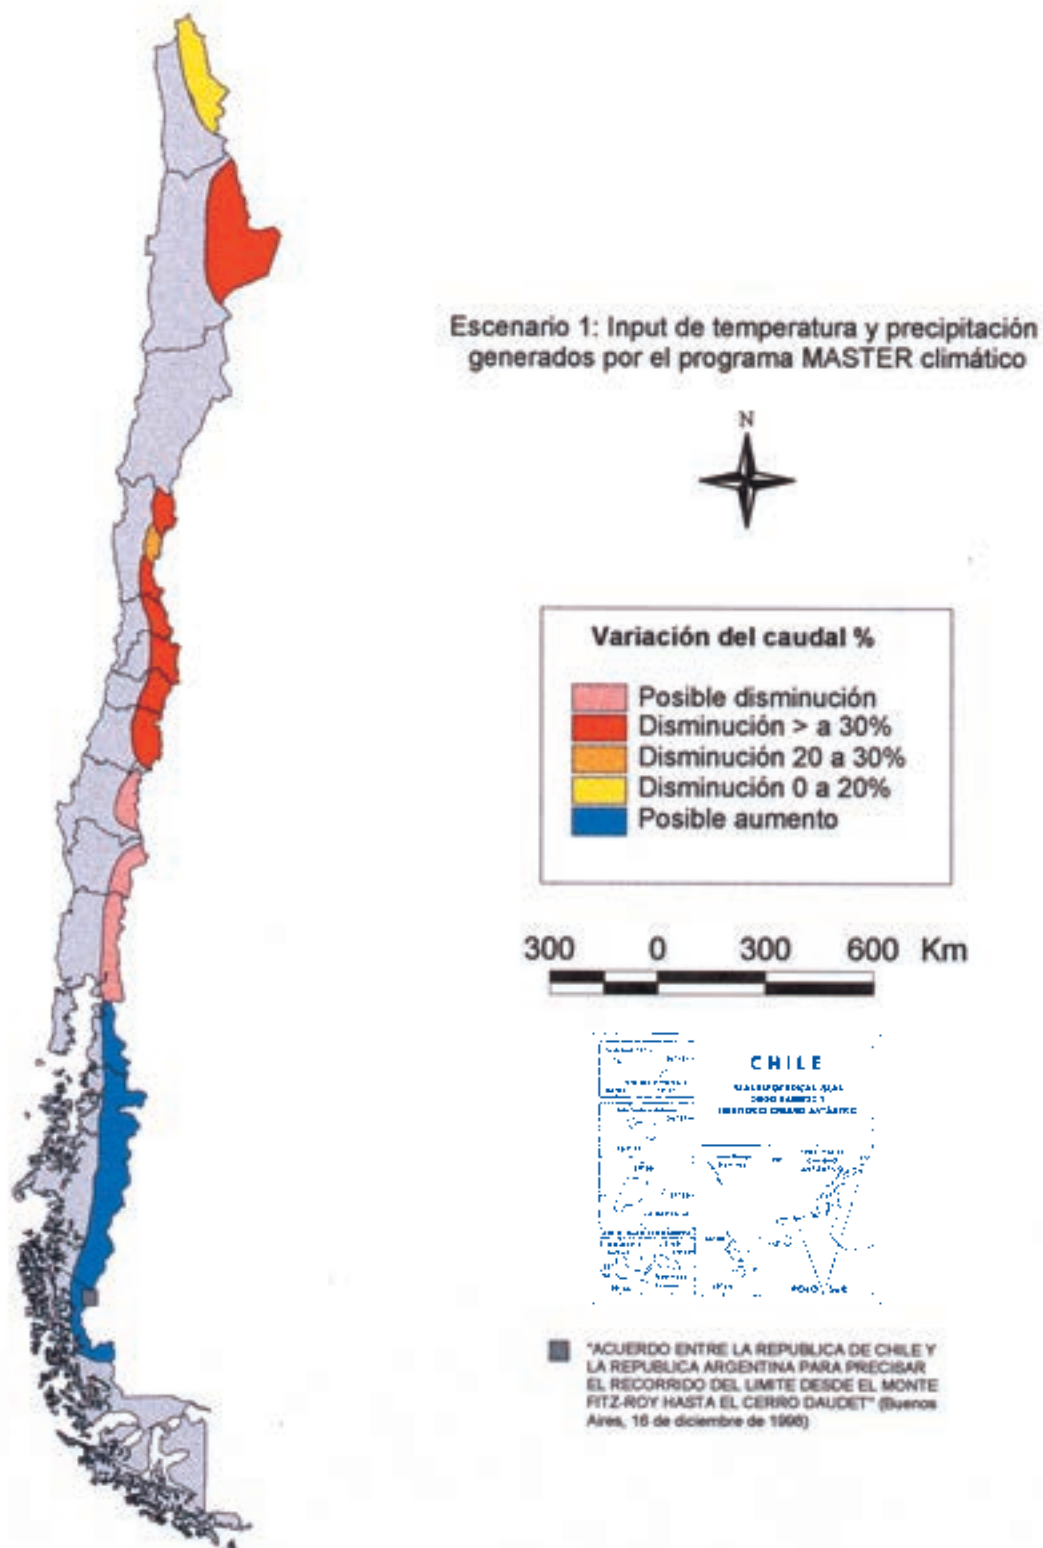 Escenario 1: Input de temperatura y precipitación
generados por el programa MASTER climático
N
Variación del caudal %
Posible disminución
Disminución > a 30%
Disminución 20 a 30%
Disminución 0 a 20%
Posible aumento
300 0 300 600 Km
CHILE
POLO SUR
"ACUERDO ENTRE LA REPUBLICA DE CHILE Y
LA REPUBLICA ARGENTINA PARA PRECISAR
EL RECORRIDO DEL LIMITE DESDE EL MONTE
FITZ-ROY HASTA EL CERRO DAUDET" (Buenos
Aires, 16 de diciembre de 1998)